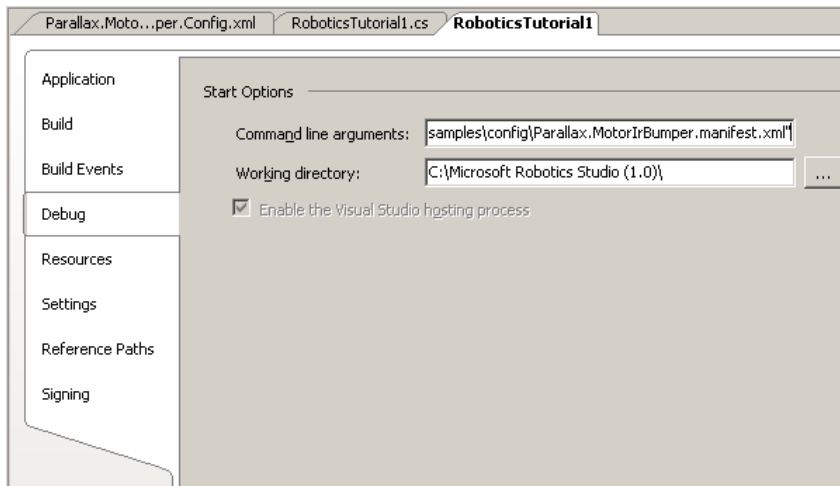 Parallax.Moto...per.Config.xml RoboticsTutorial1.cs RoboticsTutorial1
Application
Build
Build Events
Debug
Resources
Settings
Reference Paths
Signing
Start Options
Command line arguments: samples\config\Parallax.MotorIrBumper.manifest.xml"
Working directory: C:\Microsoft Robotics Studio (1.0)\ ...
Enable the Visual Studio hosting process